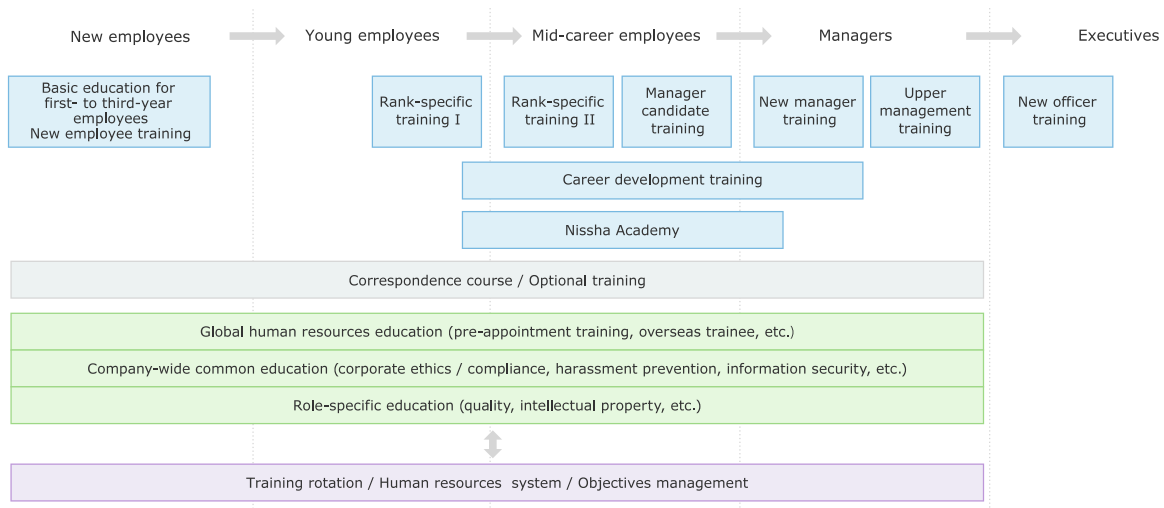 New employees
Young employees
Mid-career employees
Managers
Executives
Basic education for
first- to third-year
employees
New employee training
Rank-specific
training I
Rank-specific
training II
Manager
candidate
training
New manager
training
Upper
management
training
New officer
training
Career development training
Nissha Academy
Correspondence course / Optional training
Global human resources education (pre-appointment training, overseas trainee, etc.)
Company-wide common education (corporate ethics / compliance, harassment prevention, information security, etc.)
Role-specific education (quality, intellectual property, etc.)
Training rotation / Human resources system / Objectives management